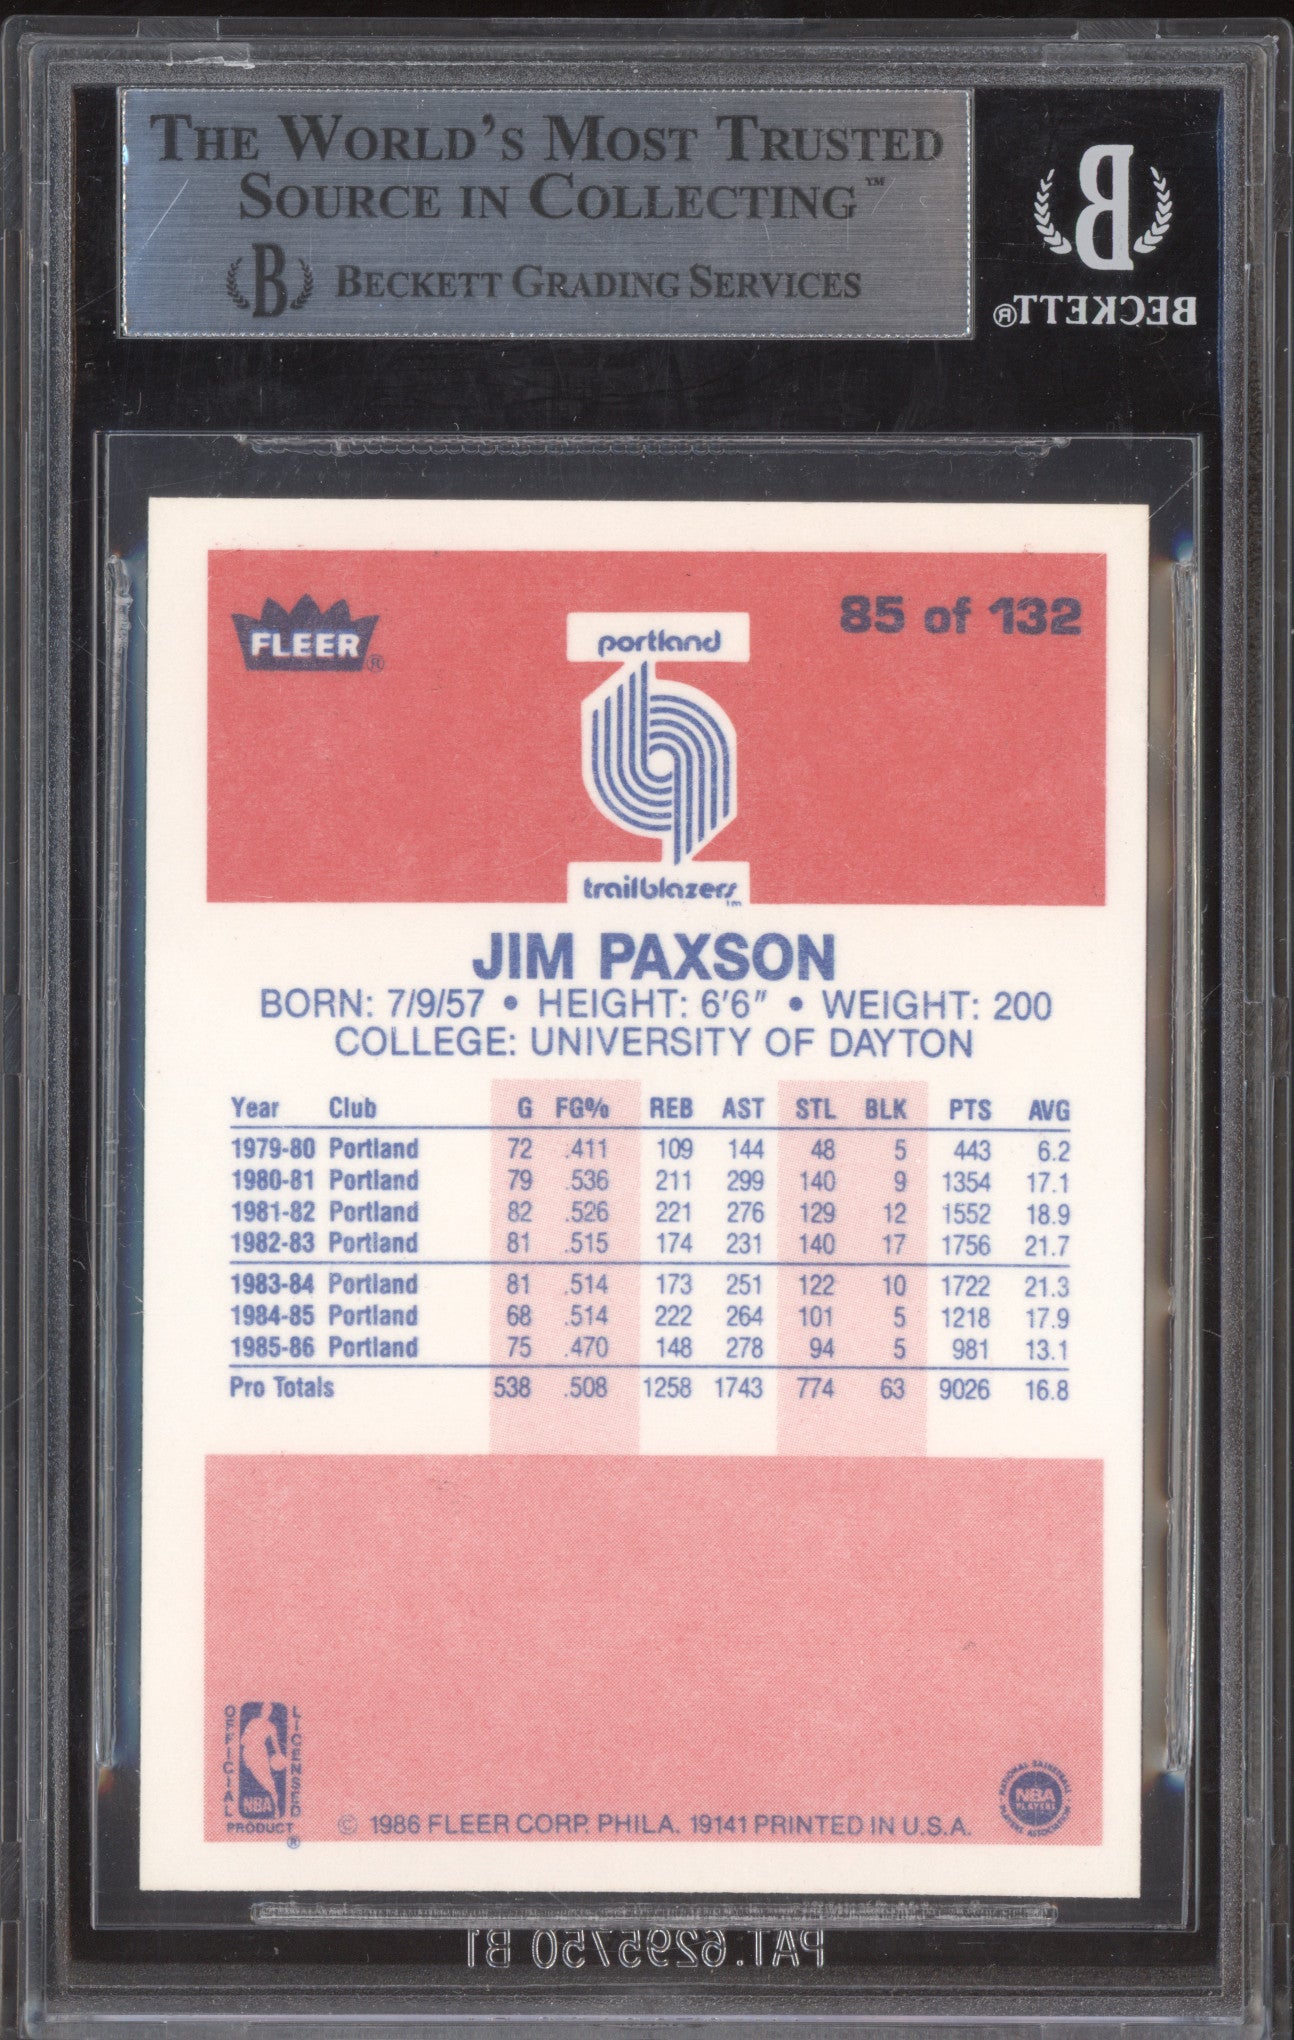 THE WORLD'S MOST TRUSTED
SOURCE IN COLLECTING™
B BECKETT GRADING SERVICES
B
BECKETT®
FLEER®
85 of 132
portland
trailblazers
TM
JIM PAXSON
BORN: 7/9/57 • HEIGHT: 6'6" • WEIGHT: 200
COLLEGE: UNIVERSITY OF DAYTON
Year Club G FG% REB AST STL BLK PTS AVG
1979-80 Portland 72 .411 109 144 48 5 443 6.2
1980-81 Portland 79 .536 211 299 140 9 1354 17.1
1981-82 Portland 82 .526 221 276 129 12 1552 18.9
1982-83 Portland 81 .515 174 231 140 17 1756 21.7
1983-84 Portland 81 .514 173 251 122 10 1722 21.3
1984-85 Portland 68 .514 222 264 101 5 1218 17.9
1985-86 Portland 75 .470 148 278 94 5 981 13.1
Pro Totals 538 .508 1258 1743 774 63 9026 16.8
OFFICIAL
LICENSED
NBA
PRODUCT
®
© 1986 FLEER CORP. PHILA. 19141 PRINTED IN U.S.A.
NATIONAL BASKETBALL
NBA
PLAYERS
PLAYERS ASSOCIATION
PAT.6295750 B1